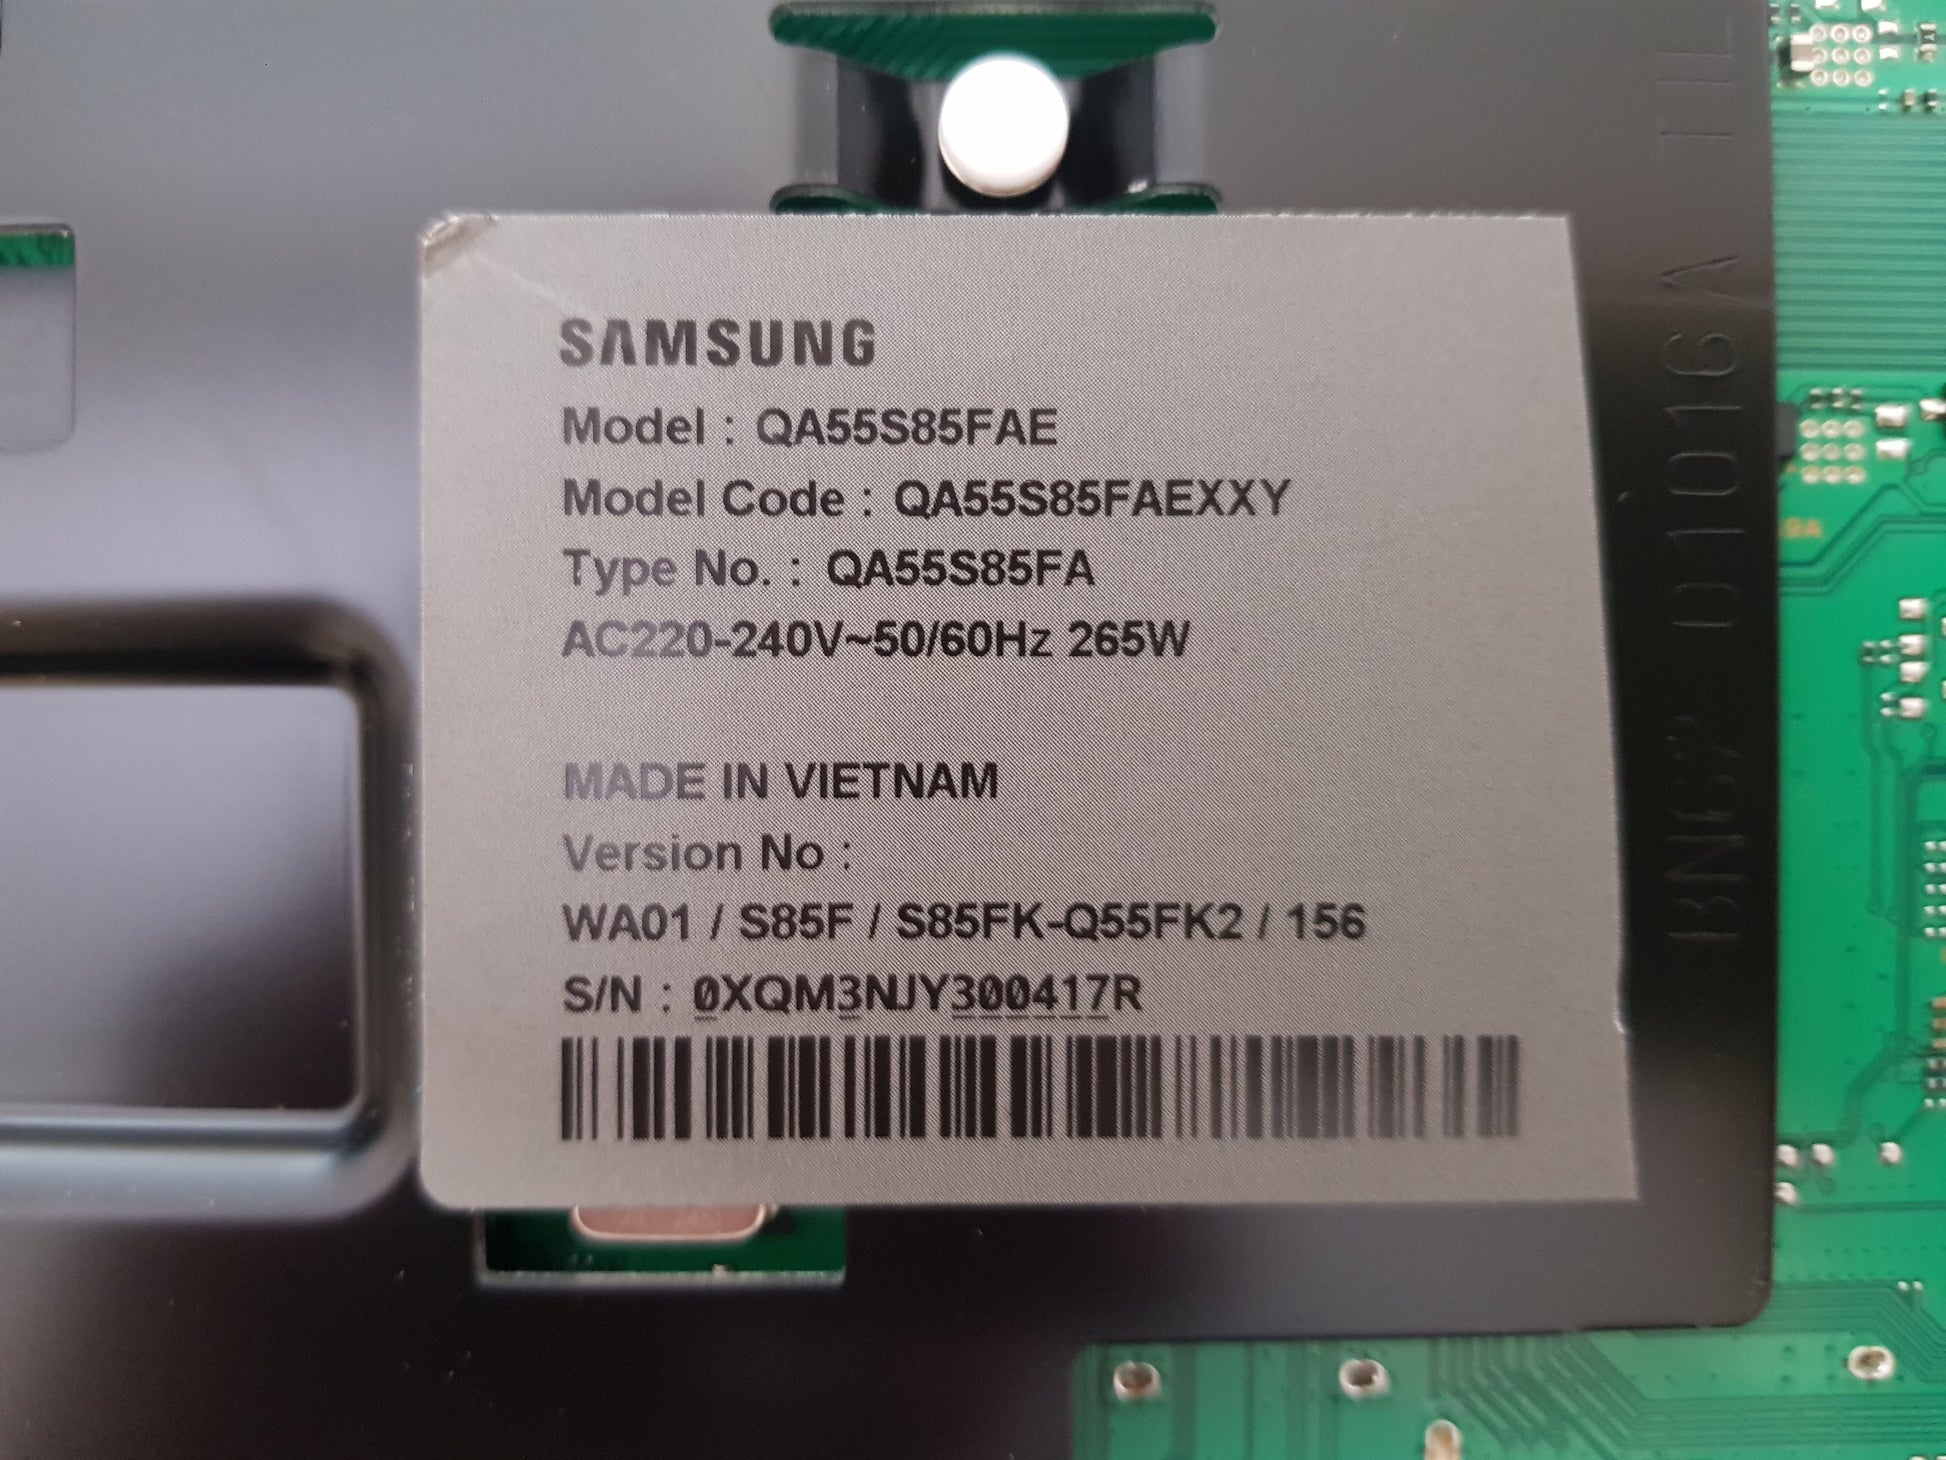 SAMSUNG
Model : QA55S85FAE
Model Code : QA55S85FAEXXY
Type No. : QA55S85FA
AC220-240V~50/60Hz 265W
MADE IN VIETNAM
Version No :
WA01 / S85F / S85FK-Q55FK2 / 156
S/N : 0XQM3NJY300417R